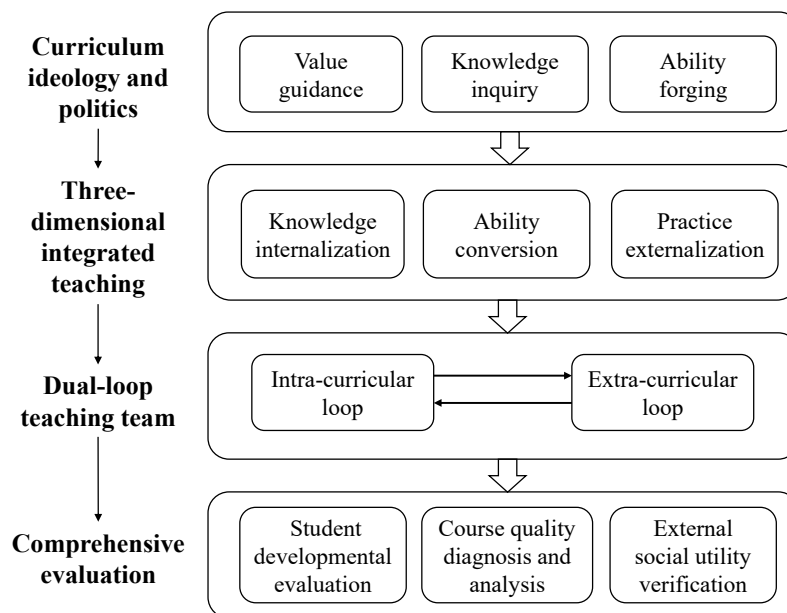 Curriculum
ideology and
politics
Value
guidance
Knowledge
inquiry
Ability
forging
Three-
dimensional
integrated
teaching
Knowledge
internalization
Ability
conversion
Practice
externalization
Dual-loop
teaching team
Intra-curricular
loop
Extra-curricular
loop
Comprehensive
evaluation
Student
developmental
evaluation
Course quality
diagnosis and
analysis
External
social utility
verification